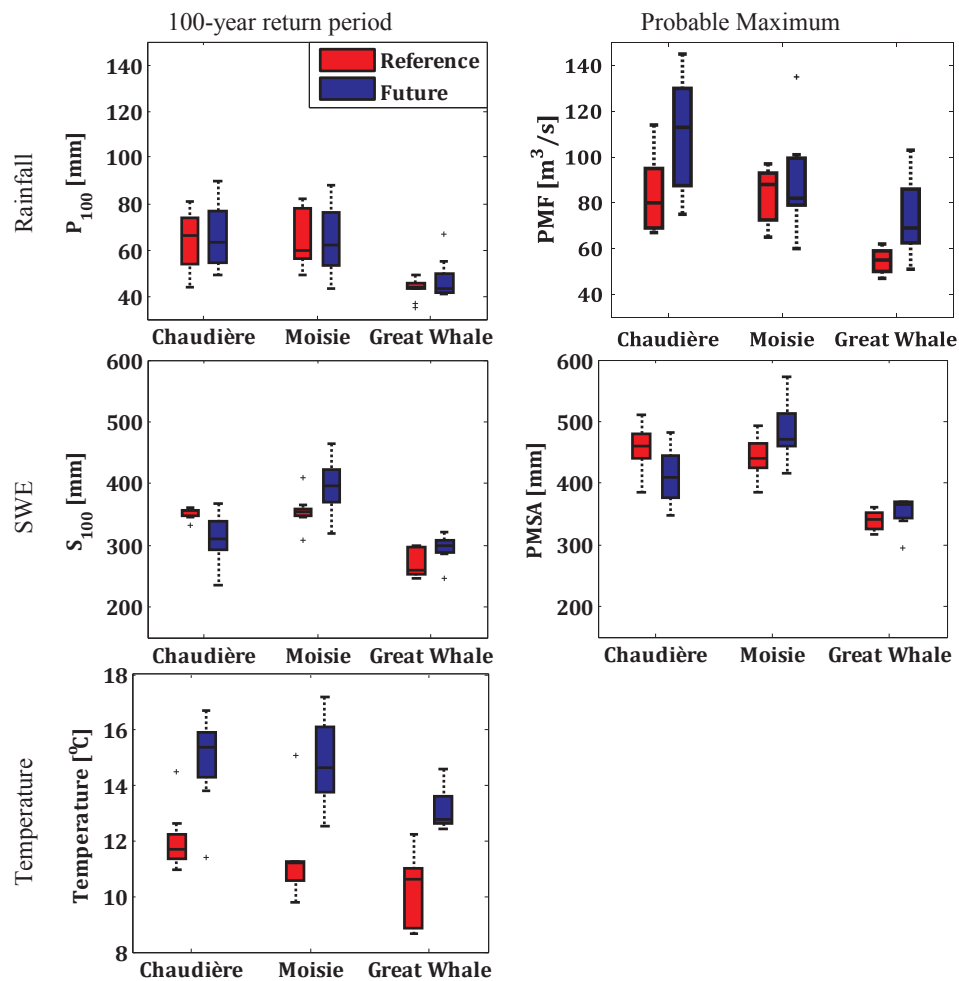 100-year return period
Probable Maximum
Rainfall
P100 [mm]
140
120
100
80
60
40
Reference
Future
Chaudière Moisie Great Whale
PMF [m³/s]
140
120
100
80
60
40
Chaudière Moisie Great Whale
SWE
S100 [mm]
600
500
400
300
200
Chaudière Moisie Great Whale
PMSA [mm]
600
500
400
300
200
Chaudière Moisie Great Whale
Temperature
Temperature [⁰C]
18
16
14
12
10
8
Chaudière Moisie Great Whale